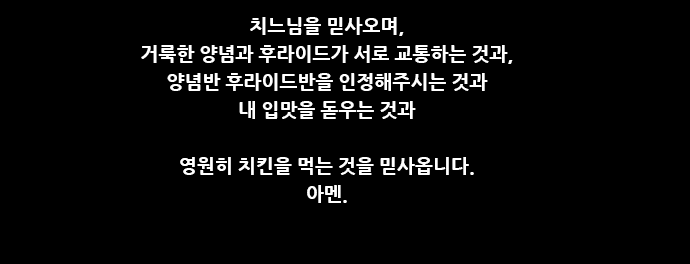 치느님을 믿사오며,
거룩한 양념과 후라이드가 서로 교통하는 것과,
양념반 후라이드반을 인정해주시는 것과
내 입맛을 돋우는 것과
영원히 치킨을 먹는 것을 믿사옵니다.
아멘.